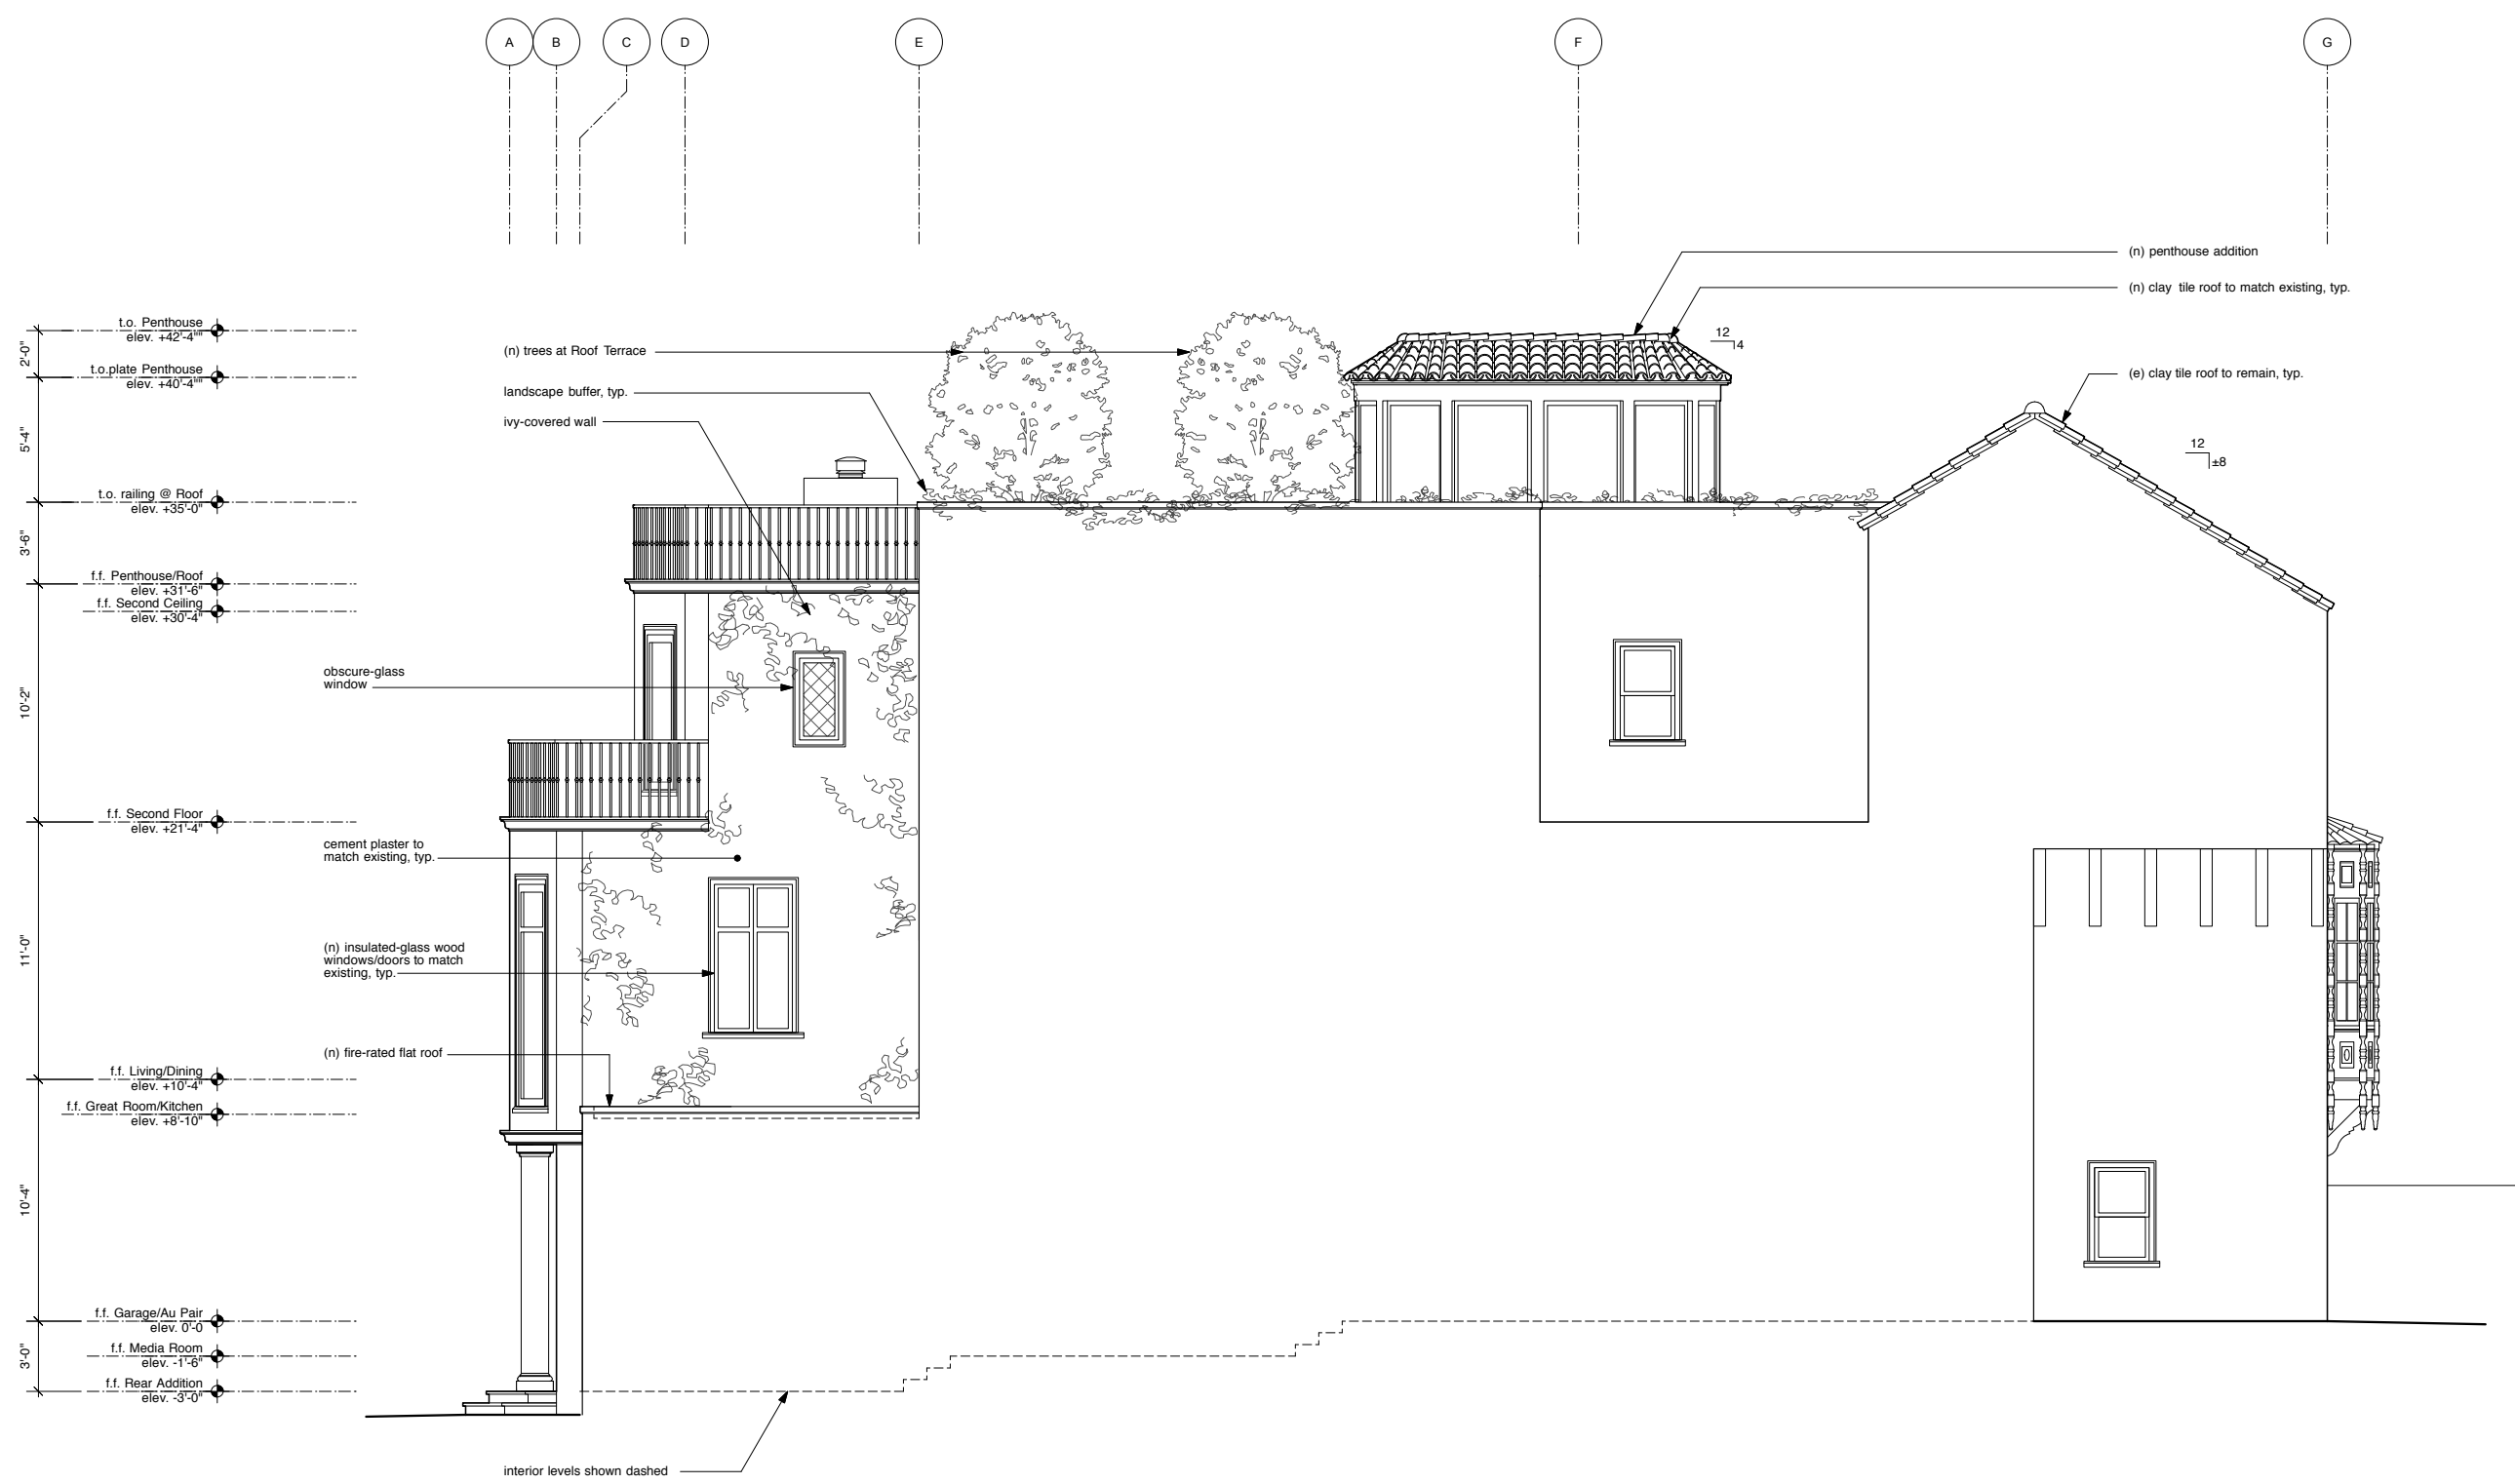 A B C D E F G
(n) penthouse addition
(n) clay tile roof to match existing, typ.
t.o. Penthouse
elev. +42'-4""
2'-0"
(n) trees at Roof Terrace
12
4
t.o.plate Penthouse
elev. +40'-4""
(e) clay tile roof to remain, typ.
landscape buffer, typ.
ivy-covered wall
5'-4"
12
±8
t.o. railing @ Roof
elev. +35'-0"
3'-6"
f.f. Penthouse/Roof
elev. +31'-6"
f.f. Second Ceiling
elev. +30'-4"
obscure-glass
window
10'-2"
f.f. Second Floor
elev. +21'-4"
cement plaster to
match existing, typ.
11'-0"
(n) insulated-glass wood
windows/doors to match
existing, typ.
(n) fire-rated flat roof
f.f. Living/Dining
elev. +10'-4"
f.f. Great Room/Kitchen
elev. +8'-10"
10'-4"
f.f. Garage/Au Pair
elev. 0'-0
3'-0"
f.f. Media Room
elev. -1'-6"
f.f. Rear Addition
elev. -3'-0"
interior levels shown dashed